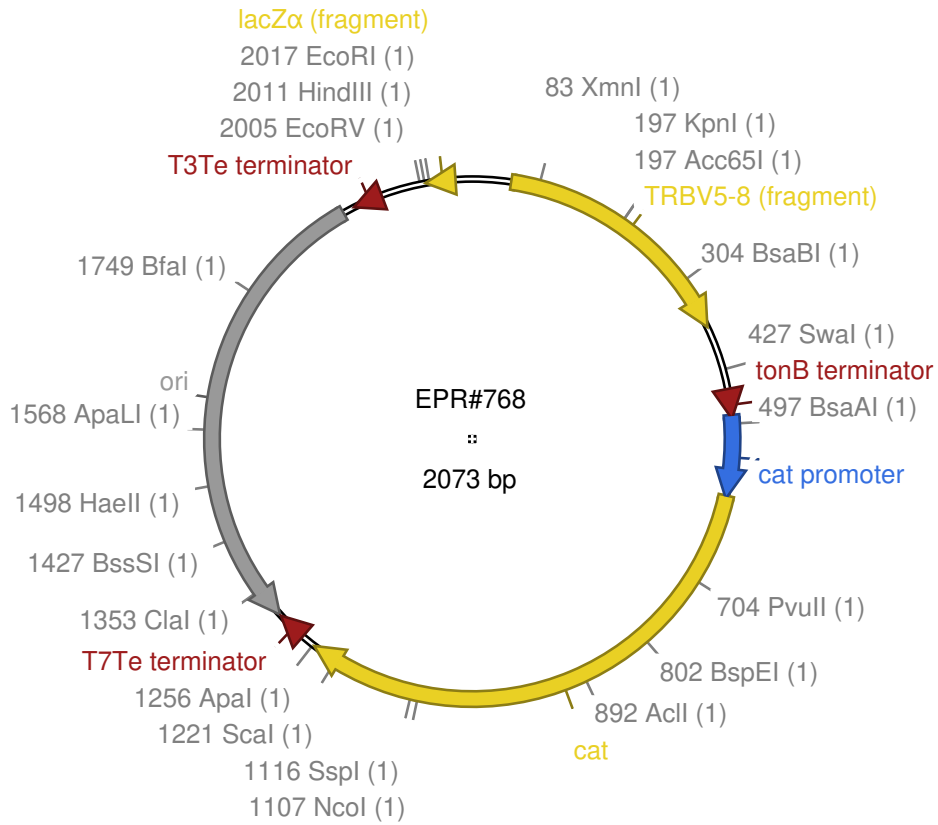 lacZα (fragment)
2017 EcoRI (1)
2011 HindIII (1)
2005 EcoRV (1)
T3Te terminator
83 XmnI (1)
197 KpnI (1)
197 Acc65I (1)
TRBV5-8 (fragment)
304 BsaBI (1)
427 SwaI (1)
tonB terminator
497 BsaAI (1)
cat promoter
704 PvuII (1)
802 BspEI (1)
892 AclI (1)
cat
1749 BfaI (1)
ori
1568 ApaLI (1)
1498 HaeII (1)
1427 BssSI (1)
1353 ClaI (1)
T7Te terminator
1256 ApaI (1)
1221 ScaI (1)
1116 SspI (1)
1107 NcoI (1)
EPR#768
2073 bp